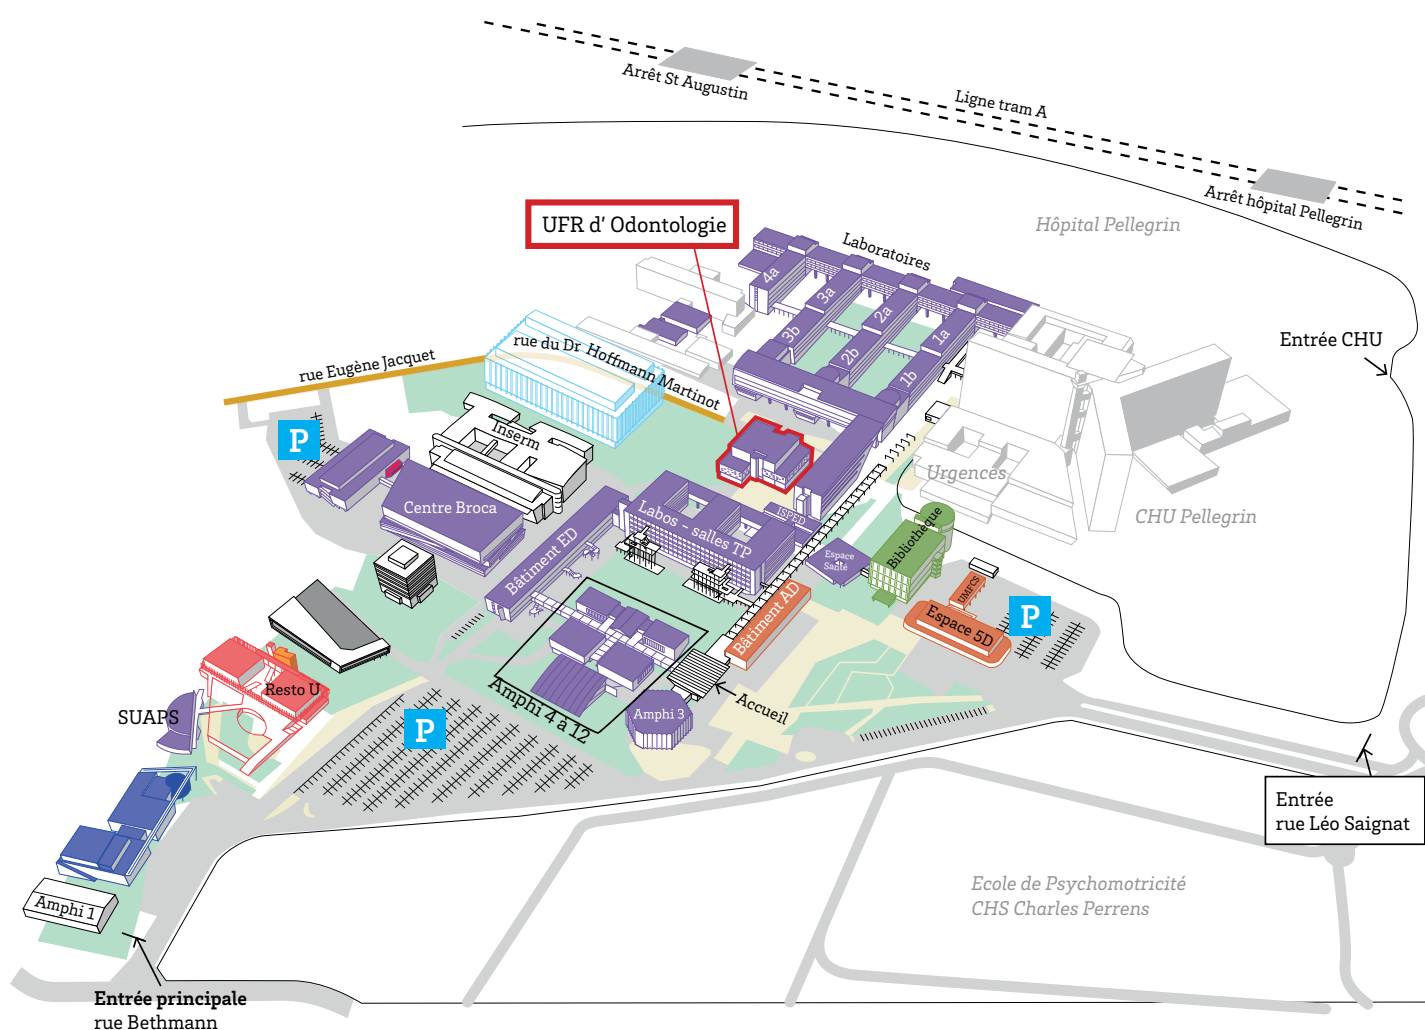 Arrêt St Augustin
Ligne tram A
Arrêt hôpital Pellegrin
UFR d' Odontologie
Hôpital Pellegrin
Laboratoires
4a
3a
2a
1a
3b
2b
1b
Entrée CHU
rue du Dr Hoffmann Martinot
rue Eugène Jacquet
P
Inserm
Urgences
Centre Broca
Labos - salles TP
ISPED
CHU Pellegrin
Bâtiment ED
Espace
Santé
Bibliothèque
UMFCS
Bâtiment AD
Espace 5D
P
Resto U
SUAPS
Amphi 4 à 12
Amphi 3
Accueil
P
Entrée
rue Léo Saignat
Ecole de Psychomotricité
CHS Charles Perrens
Amphi 1
Entrée principale
rue Bethmann